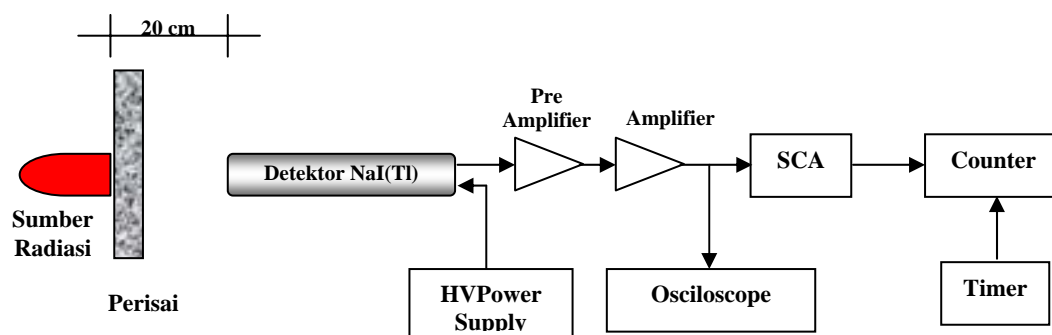 20 cm
Pre
Amplifier
Amplifier
Detektor NaI(Tl)
SCA
Counter
Sumber
Radiasi
Perisai
HVPower
Supply
Osciloscope
Timer